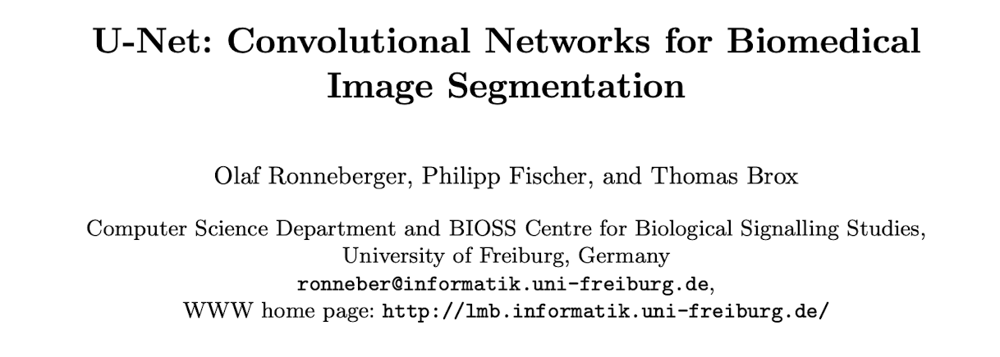 U-Net: Convolutional Networks for Biomedical
Image Segmentation
Olaf Ronneberger, Philipp Fischer, and Thomas Brox
Computer Science Department and BIOSS Centre for Biological Signalling Studies,
University of Freiburg, Germany
ronneber@informatik.uni-freiburg.de,
WWW home page: http://lmb.informatik.uni-freiburg.de/